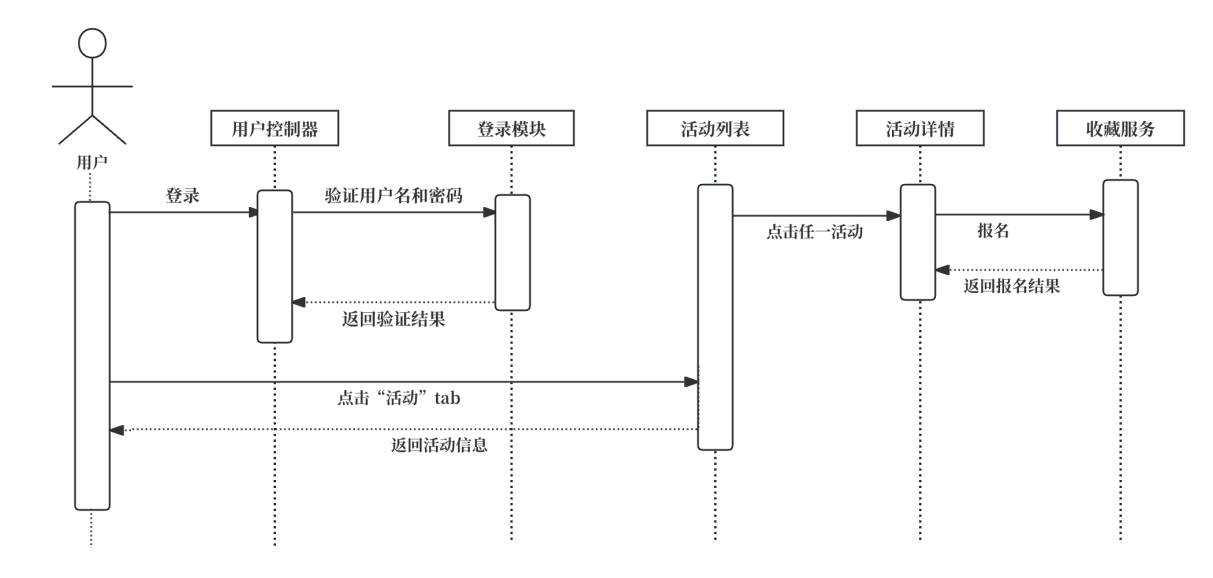 用户控制器
登录模块
活动列表
活动详情
收藏服务
用户
登录
验证用户名和密码
点击任一活动
报名
返回报名结果
返回验证结果
点击“活动”tab
返回活动信息